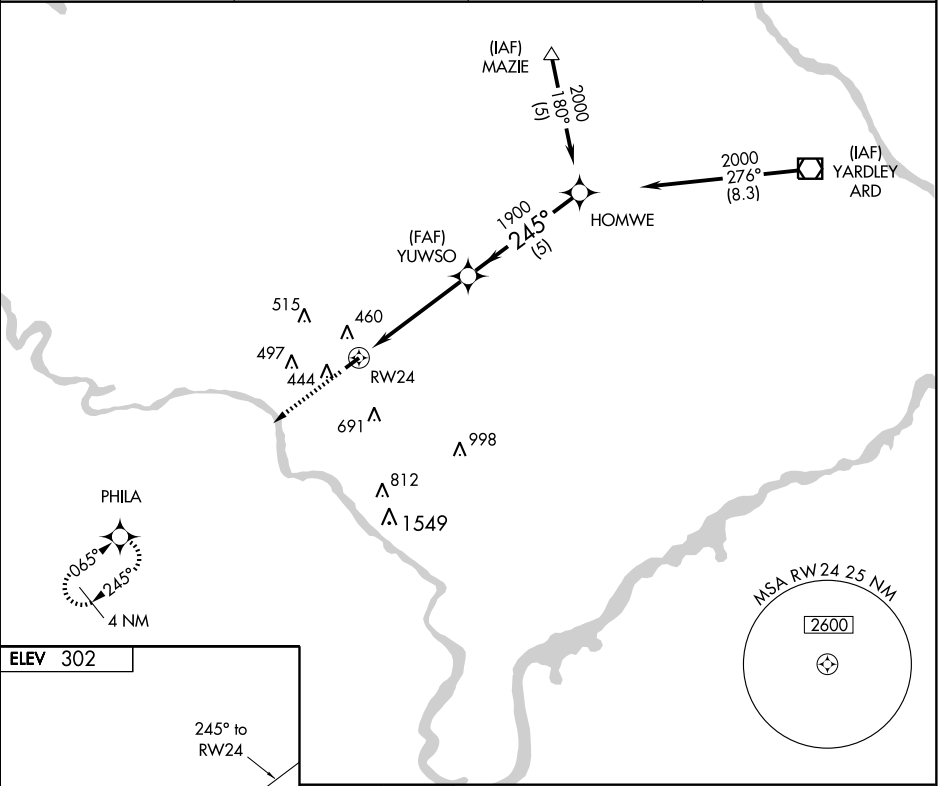 (IAF)
MAZIE
2000
180°
(5)
2000
276°
(8.3)
(IAF)
YARDLEY
ARD
HOMWE
1900
245°
(5)
(FAF)
YUWSO
515
460
497
444
RW24
691
998
812
1549
PHILA
065°
245°
4 NM
MSA RW 24 25 NM
2600
ELEV 302
245° to
RW24